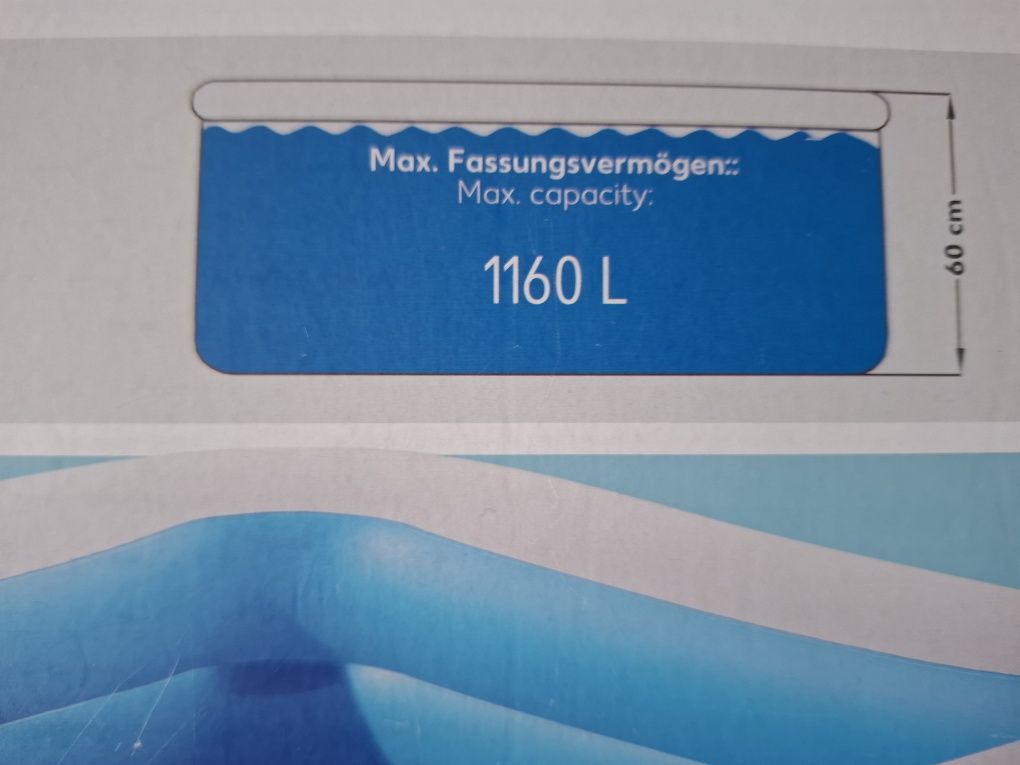 Max. Fassungsvermögen::
Max. capacity:
1160 L
60 cm